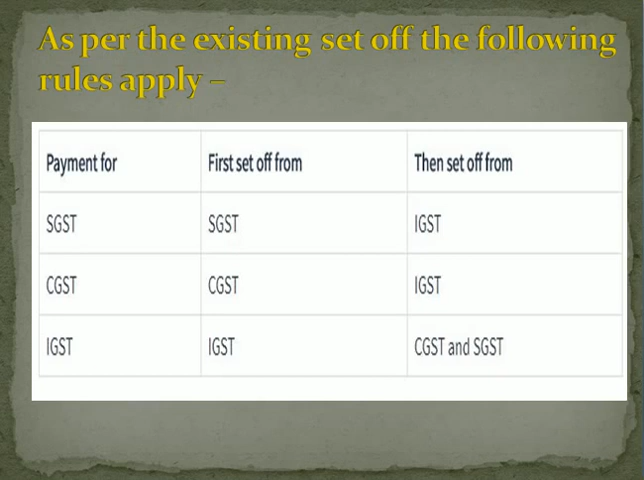 As per the existing set off the following
rules apply –
Payment for First set off from Then set off from
SGST SGST IGST
CGST CGST IGST
IGST IGST CGST and SGST